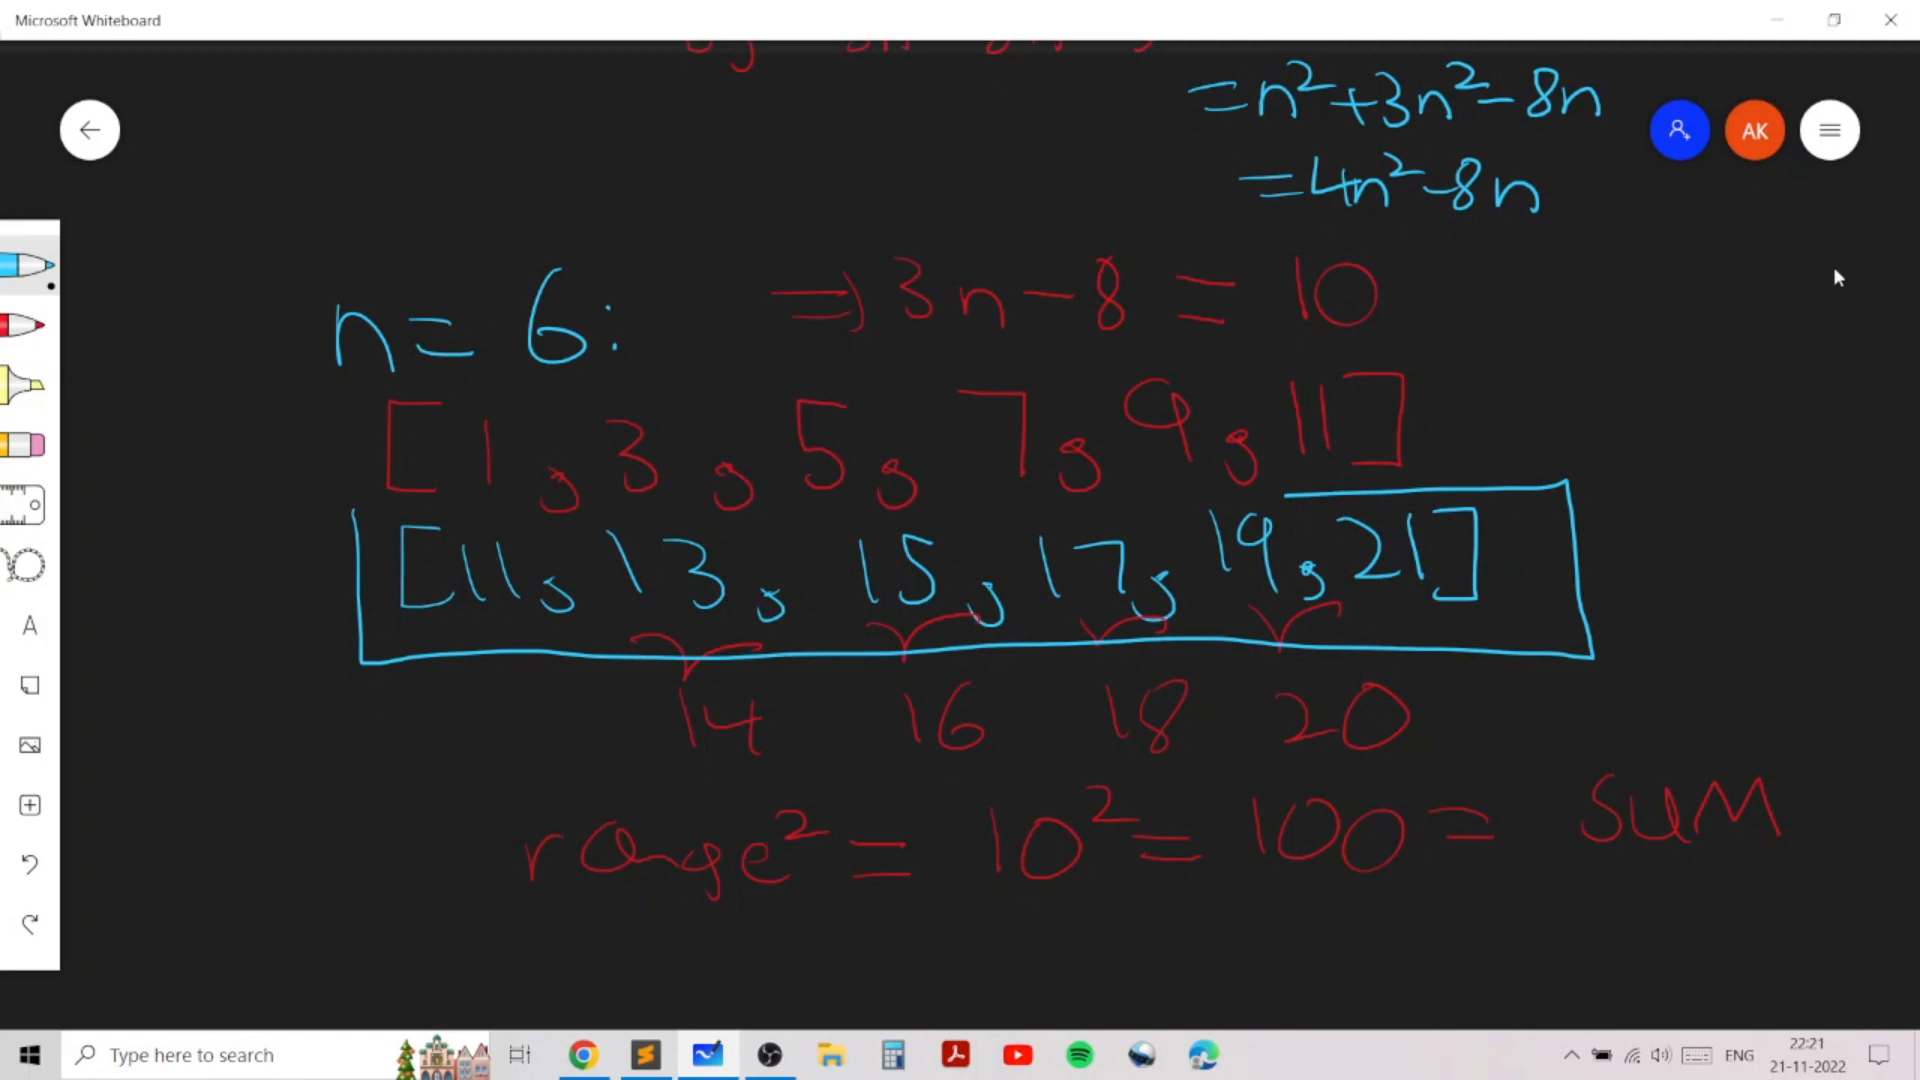 Microsoft Whiteboard
=n²+3n²-8n
=4n²-8n
AK
n= 6: ⇒ 3n-8 = 10
[1, 3, 5, 7, 9, 11]
[11, 13, 15, 17, 19, 21]
14 16 18 20
range² = 10² = 100 = SUM
A
Type here to search
ENG
22:21
21-11-2022